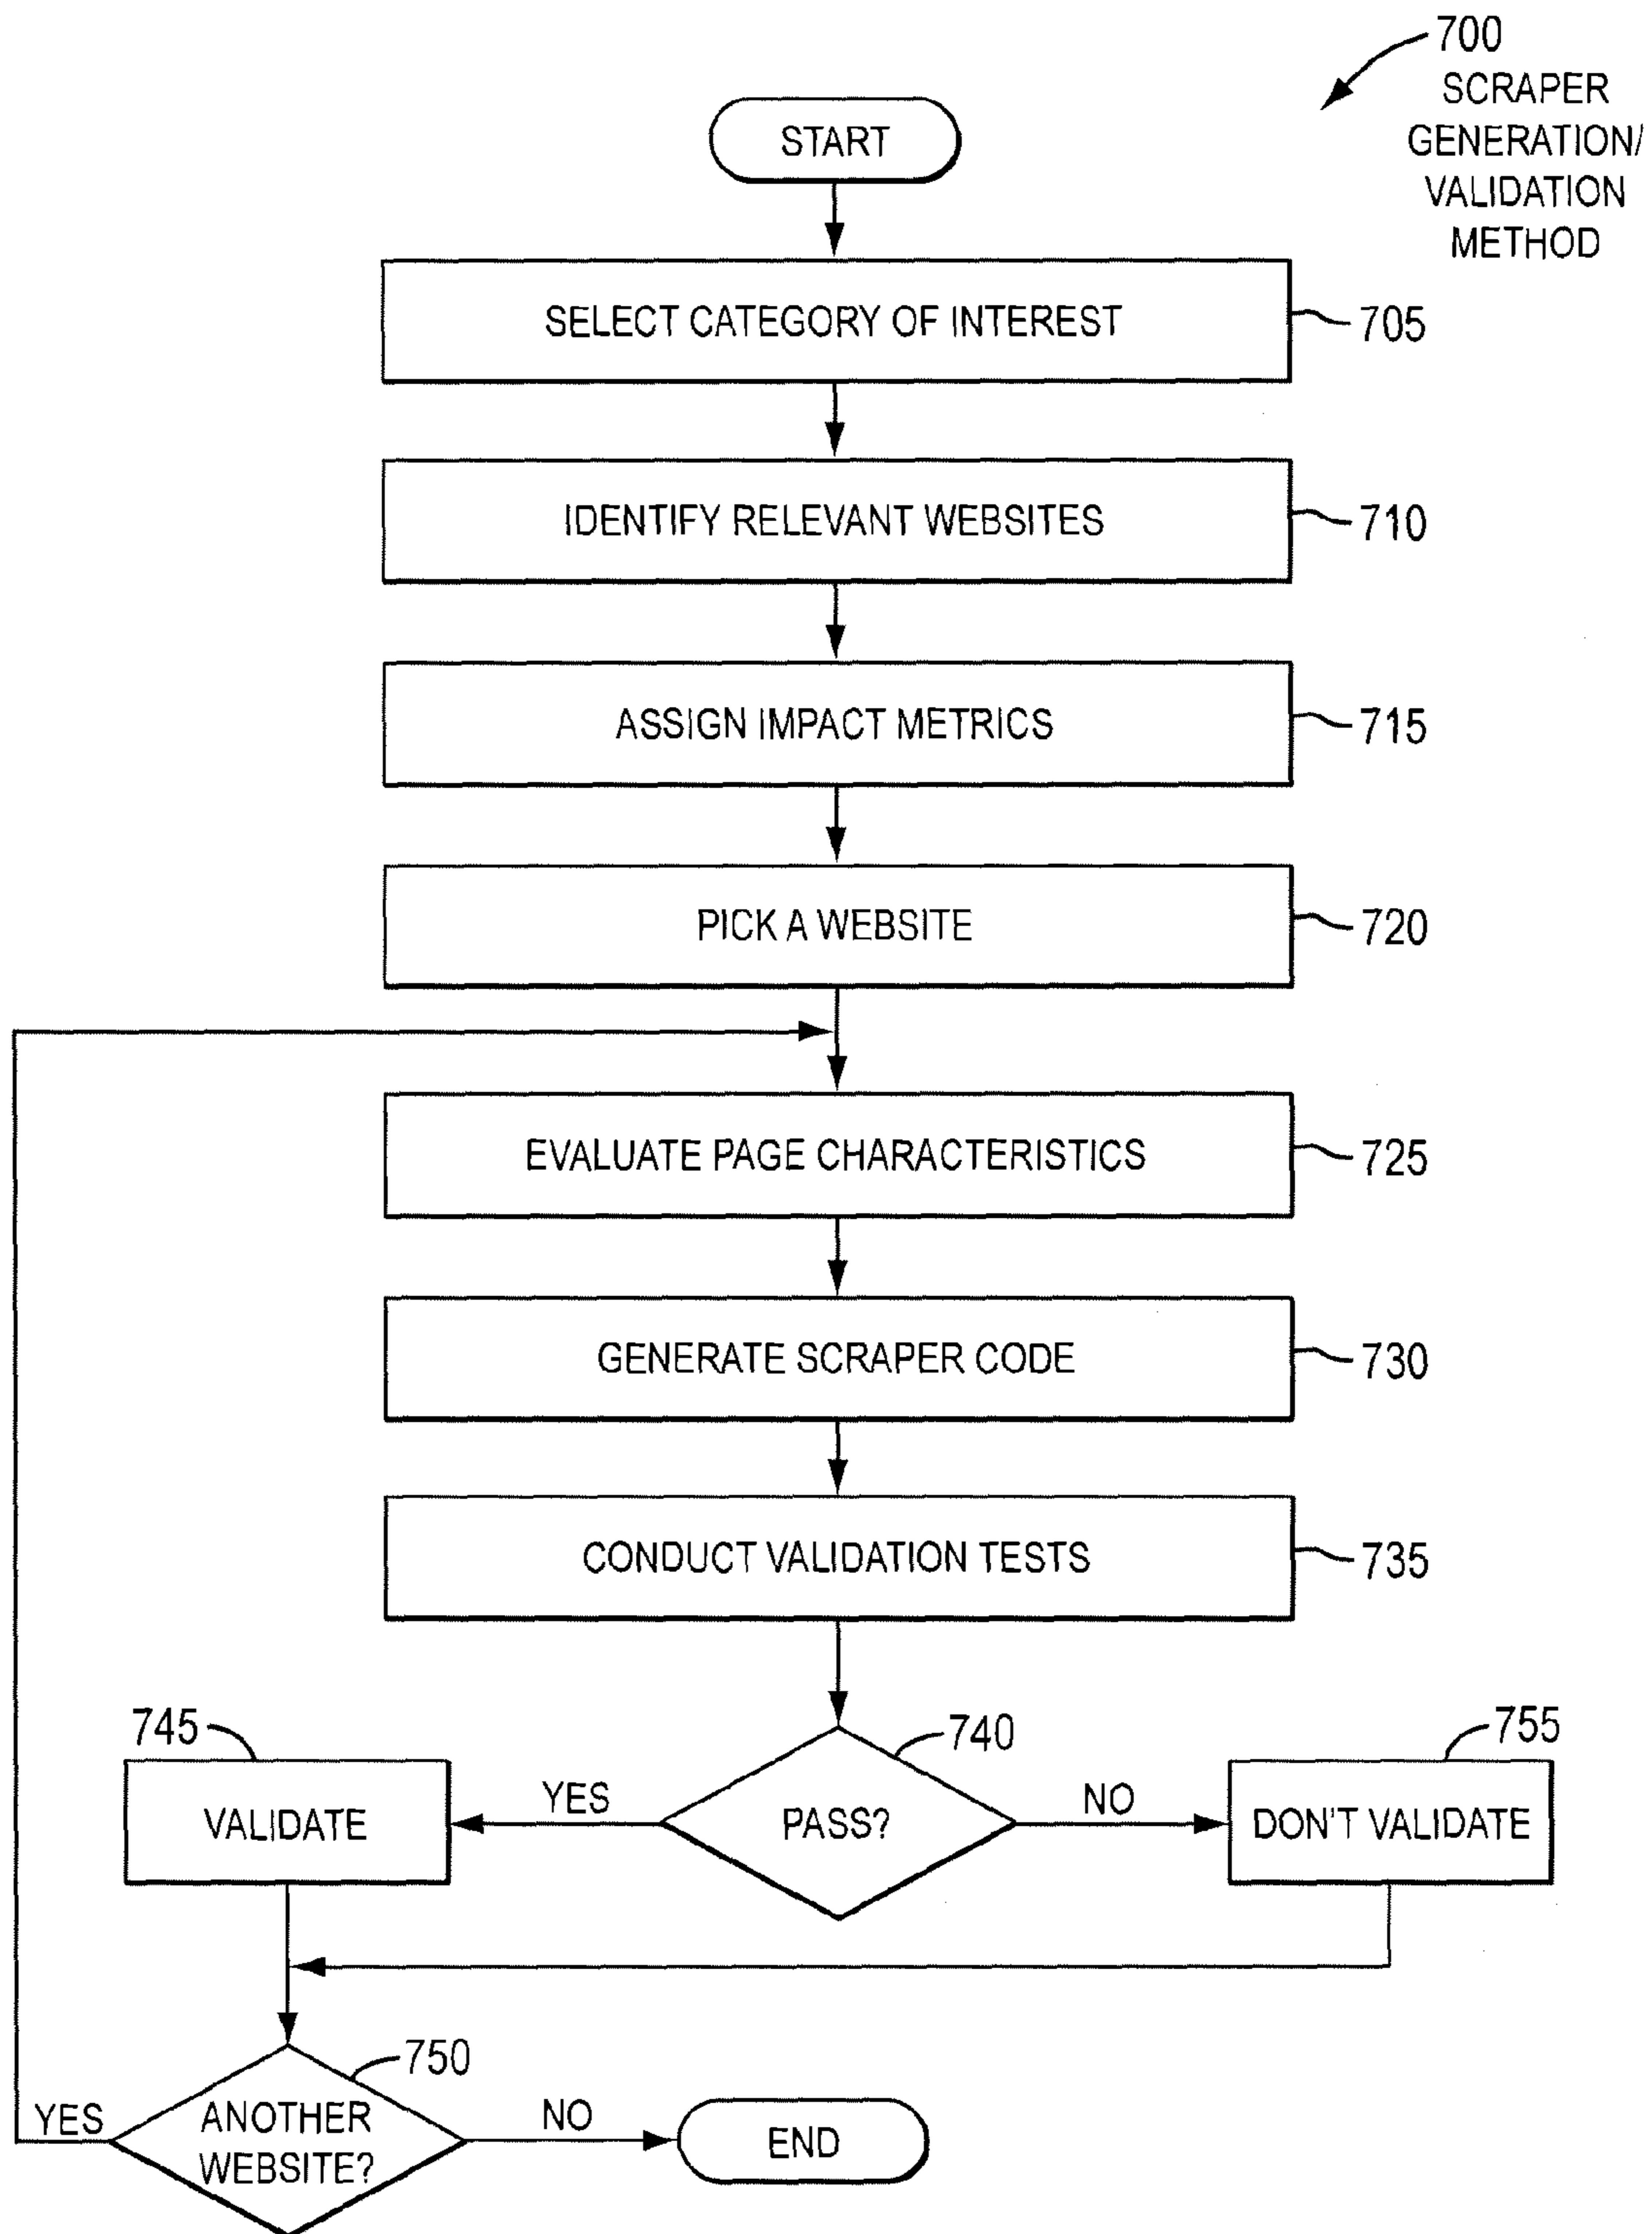 700
SCRAPER
GENERATION/
VALIDATION
METHOD
START
SELECT CATEGORY OF INTEREST
705
IDENTIFY RELEVANT WEBSITES
710
ASSIGN IMPACT METRICS
715
PICK A WEBSITE
720
EVALUATE PAGE CHARACTERISTICS
725
GENERATE SCRAPER CODE
730
CONDUCT VALIDATION TESTS
735
745
740
755
VALIDATE
YES
PASS?
NO
DON'T VALIDATE
750
YES
ANOTHER
WEBSITE?
NO
END